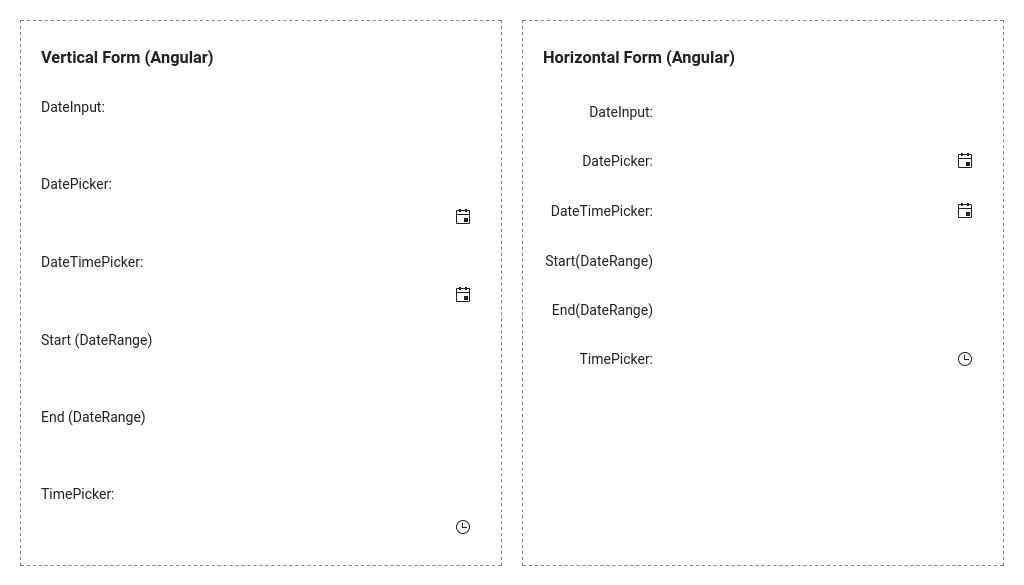 Vertical Form (Angular)
DateInput:
DatePicker:
DateTimePicker:
Start (DateRange)
End (DateRange)
TimePicker:
Horizontal Form (Angular)
DateInput:
DatePicker:
DateTimePicker:
Start(DateRange)
End(DateRange)
TimePicker: